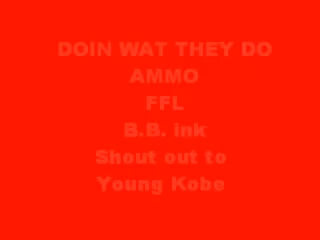 DOIN WAT THEY DO
AMMO
FFL
B.B. ink
Shout out to
Young Kobe